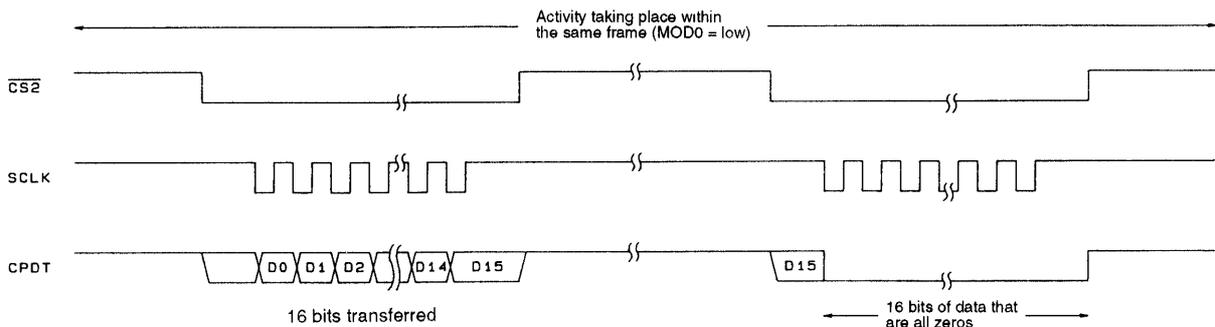 Activity taking place within
the same frame (MOD0 = low)
CS2
SCLK
CPDT
D0 D1 D2 D14 D15
D15
16 bits transferred
16 bits of data that
are all zeros